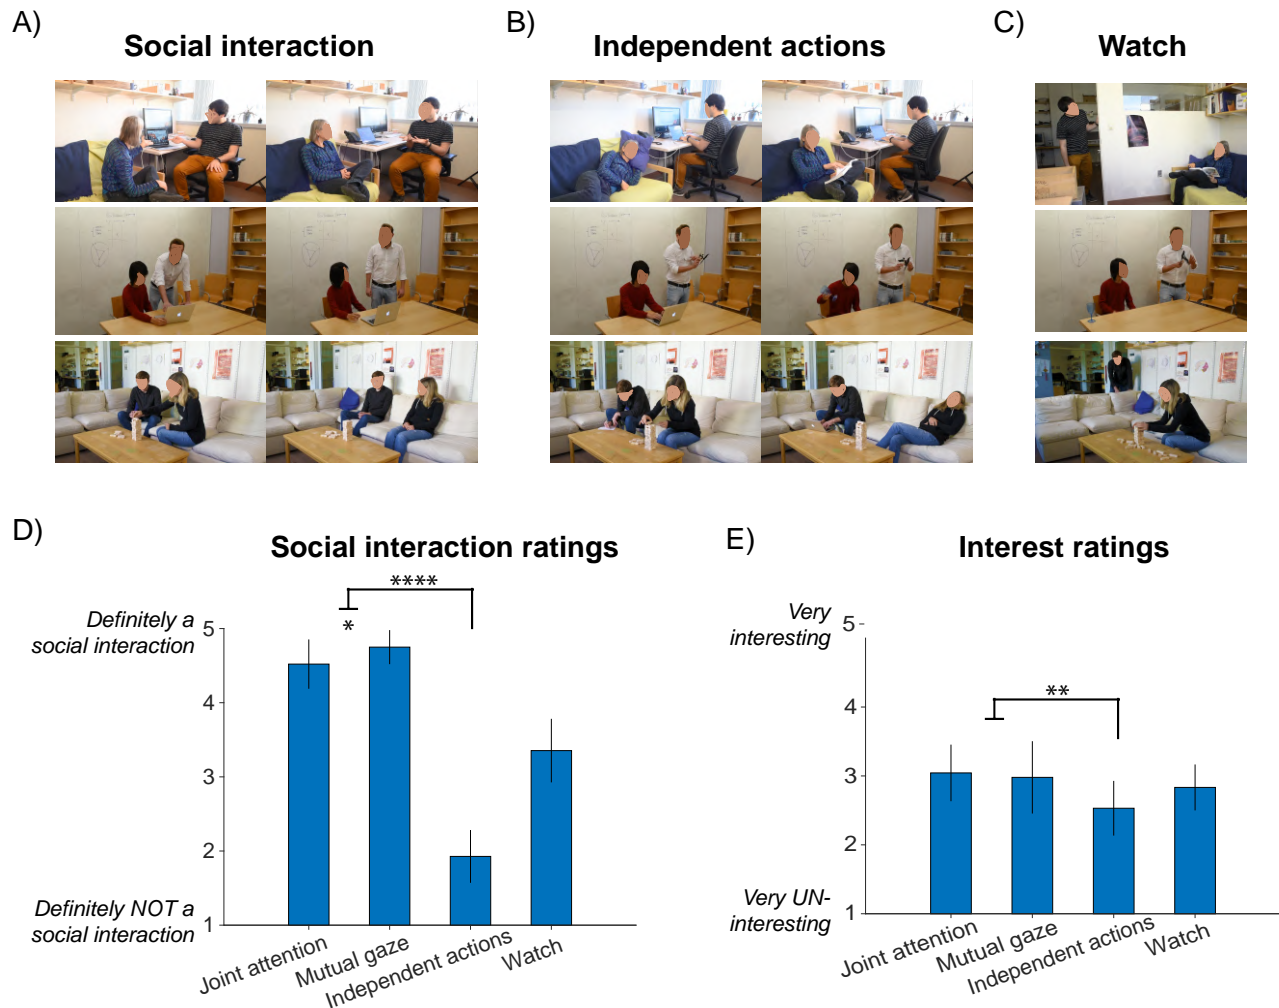 A)
Social interaction
B)
Independent actions
C)
Watch
D)
Social interaction ratings
****
*
Definitely a
social interaction
5
4
3
2
1
Definitely NOT a
social interaction
Joint attention
Mutual gaze
Independent actions
Watch
E)
Interest ratings
Very
interesting
5
**
4
3
2
1
Very UN-
interesting
Joint attention
Mutual gaze
Independent actions
Watch